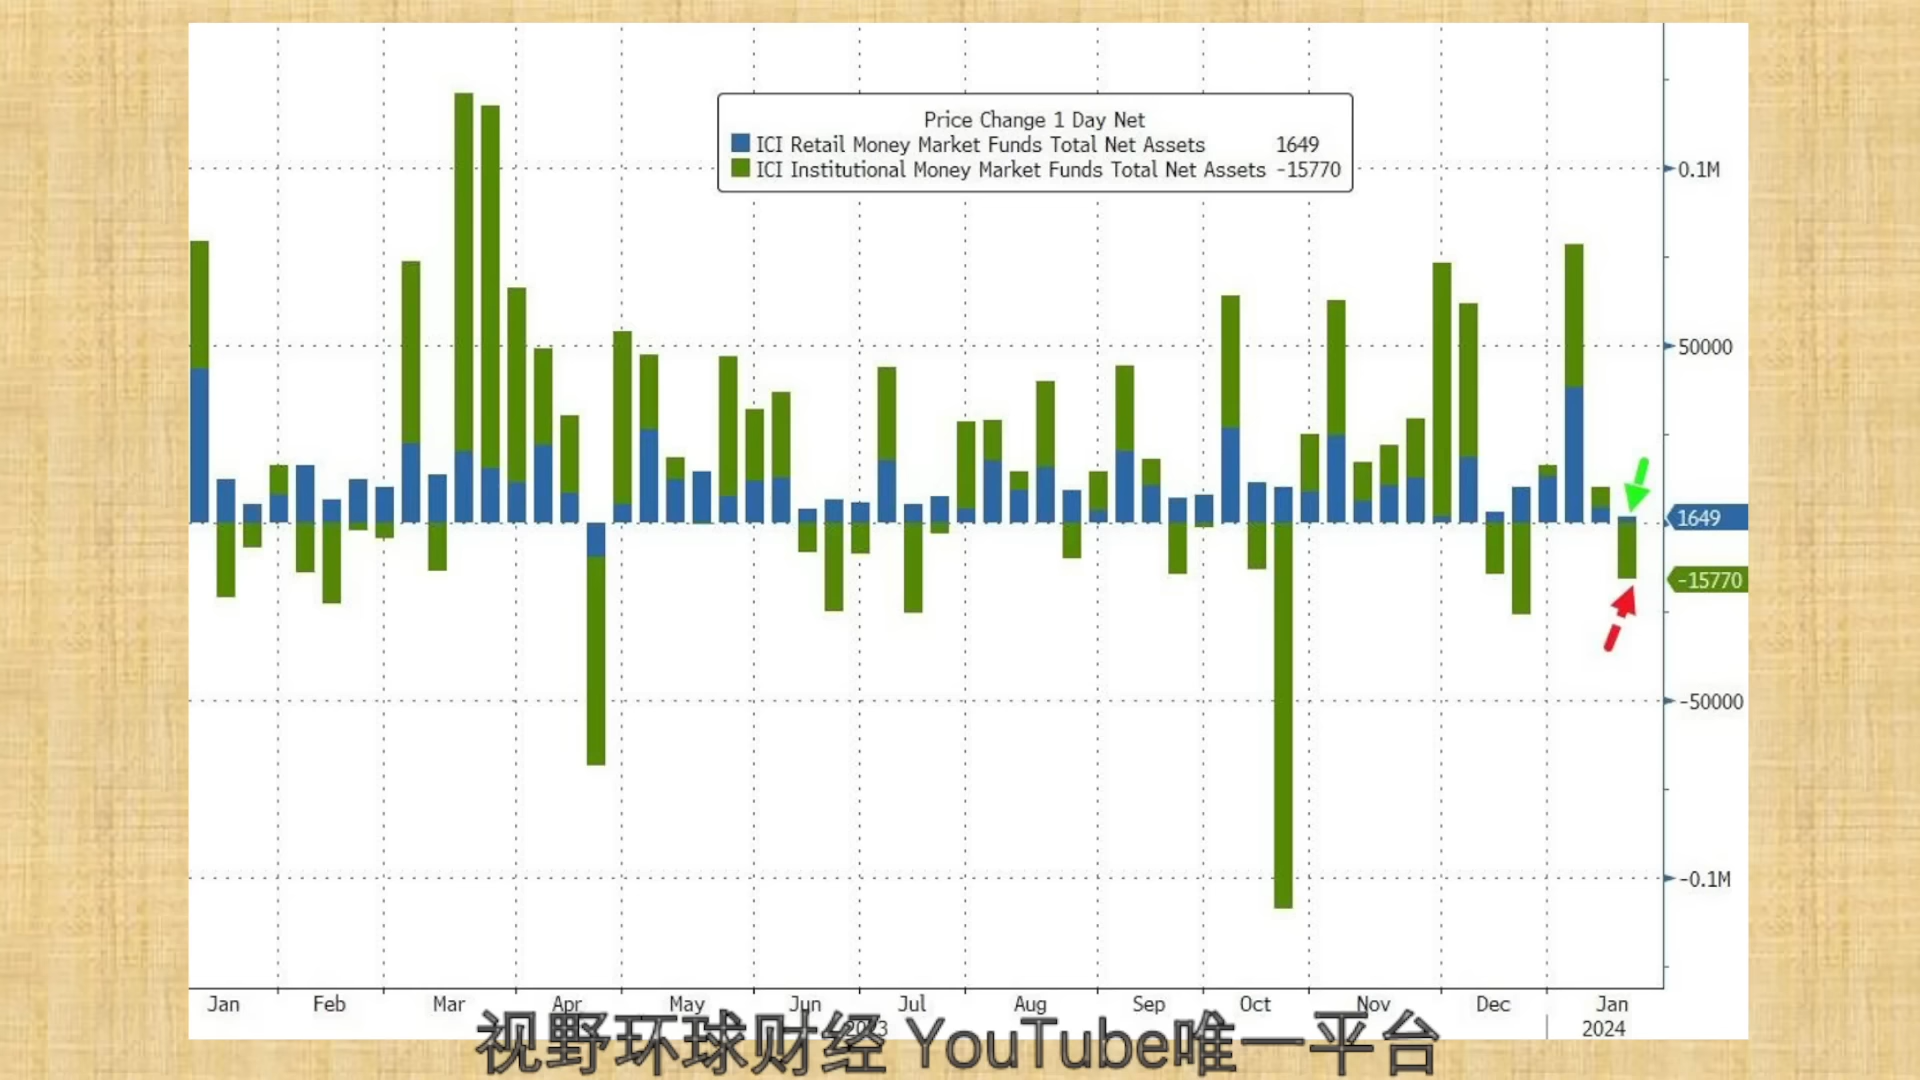 Price Change 1 Day Net
ICI Retail Money Market Funds Total Net Assets 1649
ICI Institutional Money Market Funds Total Net Assets -15770
0.1M
50000
1649
-15770
-50000
-0.1M
Jan Feb Mar Apr May Jun Jul Aug Sep Oct Nov Dec Jan
2023 2024
视野环球财经 YouTube唯一平台